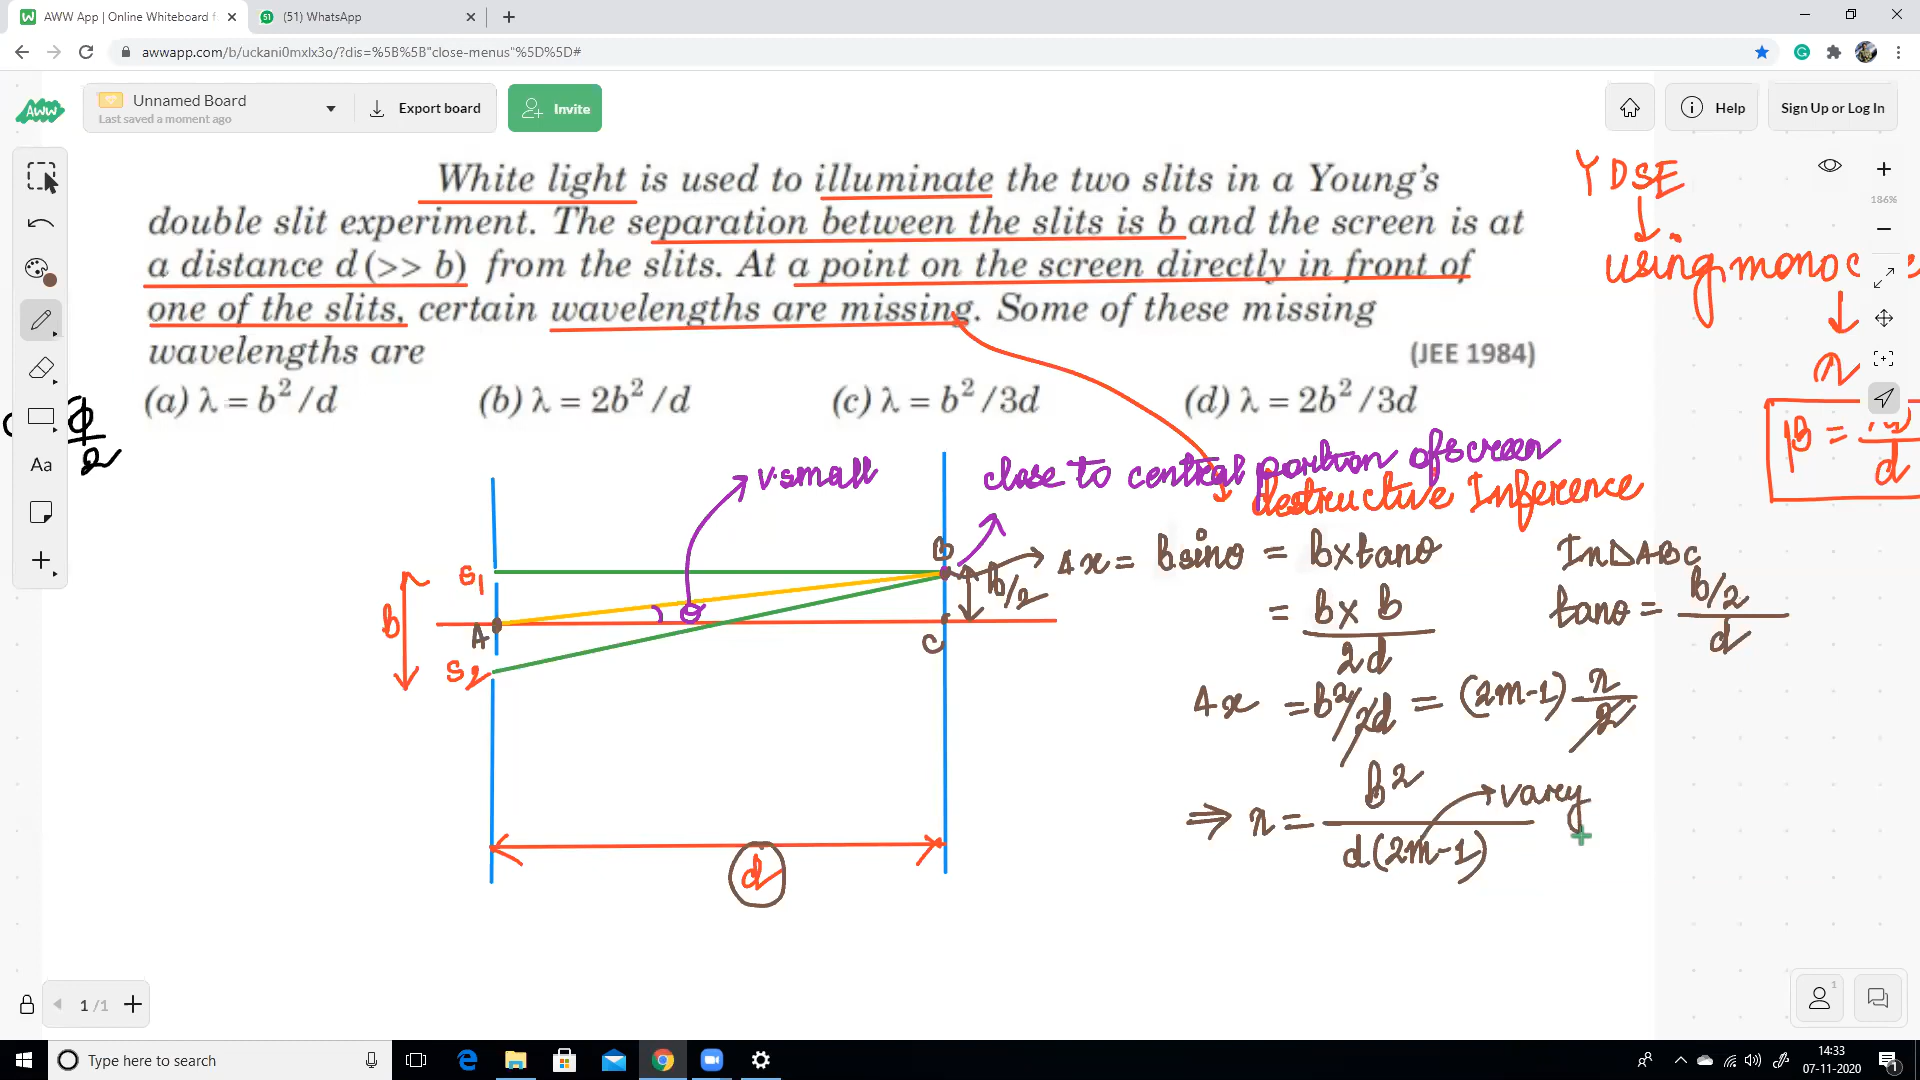 AWW App | Online Whiteboard f
(51) WhatsApp
awwapp.com/b/uckani0mxlx3o/?dis=%5B%5B"close-menus"%5D%5D#
AWW
Unnamed Board
Last saved a moment ago
Export board
Invite
Help
Sign Up or Log In
White light is used to illuminate the two slits in a Young's
double slit experiment. The separation between the slits is b and the screen is at
a distance d (>> b) from the slits. At a point on the screen directly in front of
one of the slits, certain wavelengths are missing. Some of these missing
wavelengths are
(JEE 1984)
(a) λ = b²/d
(b) λ = 2b²/d
(c) λ = b²/3d
(d) λ = 2b²/3d
YDSE
using monoc
λ
186%
β =
d
ϕ
2
Aa
v.small
close to central portion of screen
destructive Inference
S1
A
S2
b
B
C
b/2
d
Δx = b sinθ = b x tanθ
= b x b
2d
In ΔABC
tanθ = b/2
d
Δx = b²/2d = (2m-1) λ
2
⇒ λ = b²
d(2m-1)
vary
1 /1
1
Type here to search
14:33
07-11-2020
1